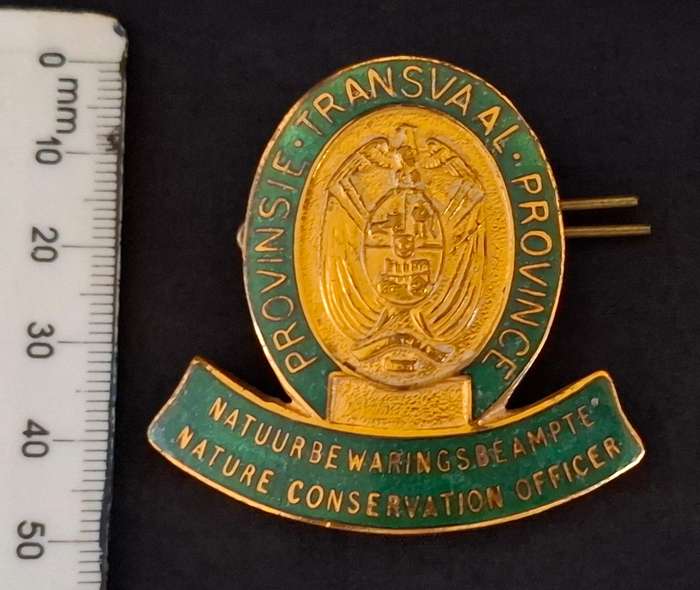 0
mm
10
20
30
40
50
PROVINSIE · TRANSVAAL · PROVINCE
NATUURBEWARINGSBEAMPTE
NATURE CONSERVATION OFFICER